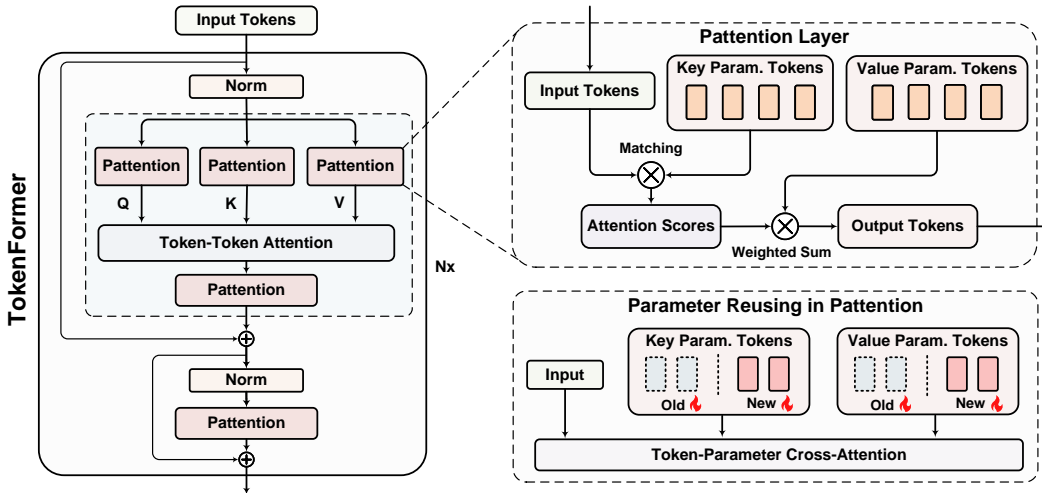 TokenFormer
Input Tokens
Norm
Pattention
Pattention
Pattention
Q
K
V
Token-Token Attention
Pattention
Nx
Norm
Pattention
Pattention Layer
Input Tokens
Key Param. Tokens
Value Param. Tokens
Matching
Attention Scores
Weighted Sum
Output Tokens
Parameter Reusing in Pattention
Input
Key Param. Tokens
Old
New
Value Param. Tokens
Old
New
Token-Parameter Cross-Attention